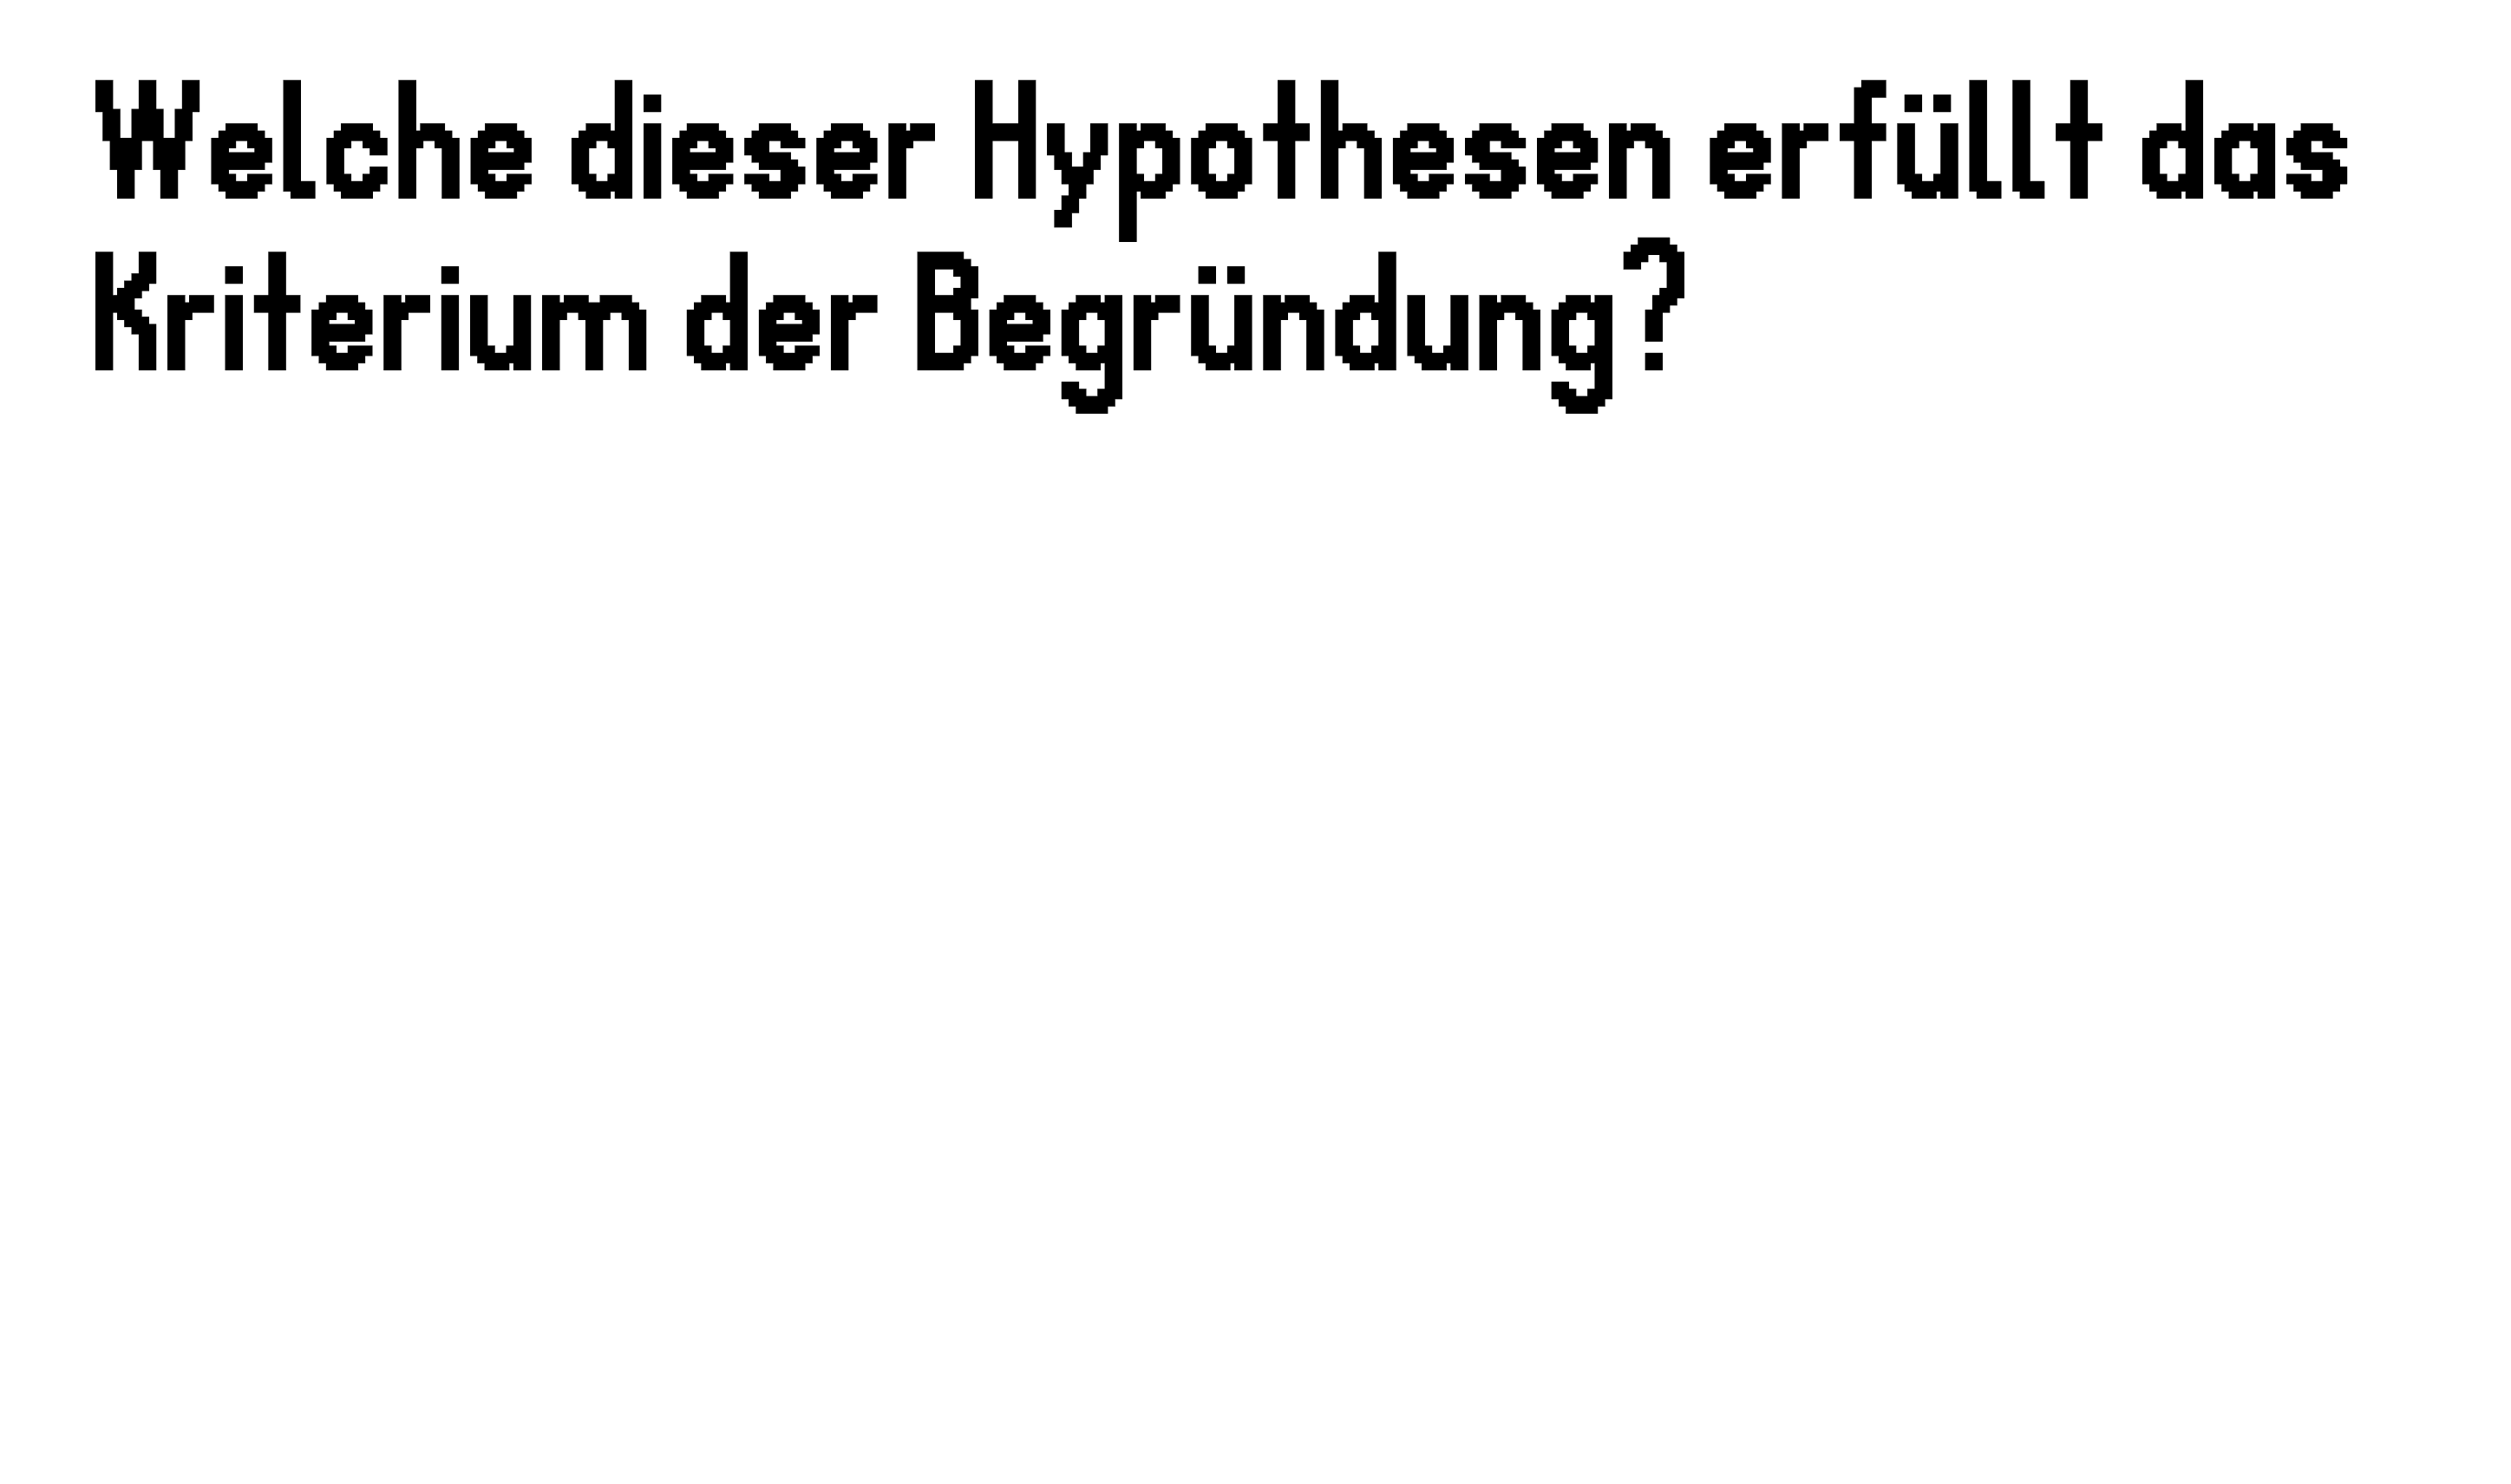 Welche dieser Hypothesen erfüllt das
Kriterium der Begründung?